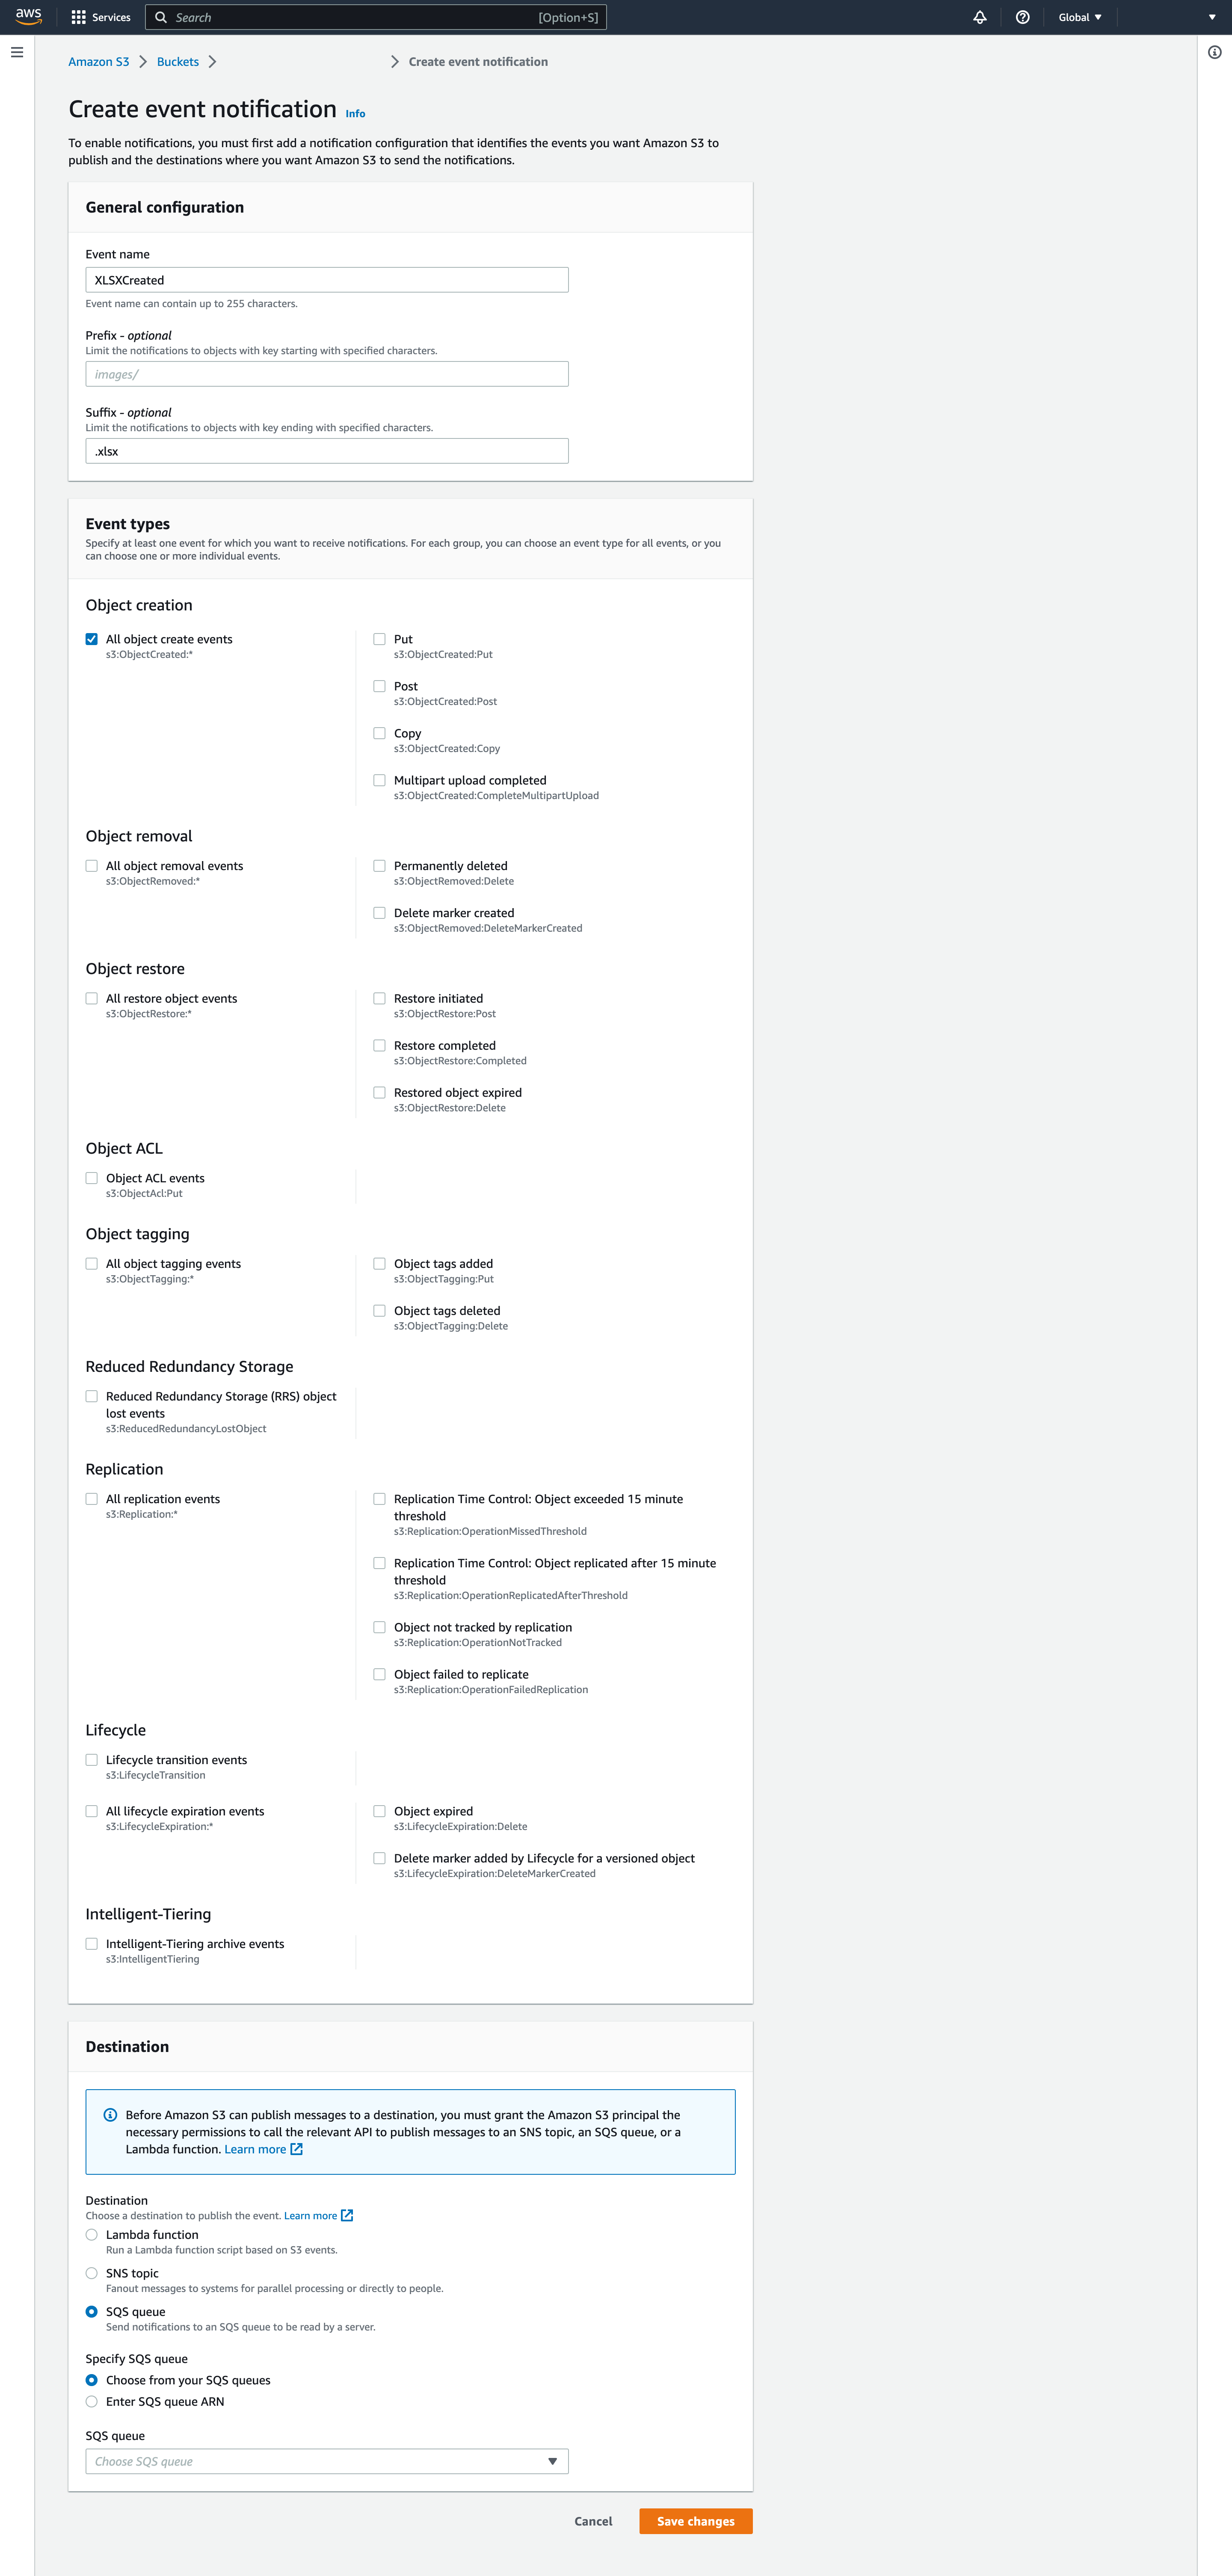 aws
Services
Search
[Option+S]
Global
Amazon S3
Buckets
Create event notification
Create event notification Info
To enable notifications, you must first add a notification configuration that identifies the events you want Amazon S3 to
publish and the destinations where you want Amazon S3 to send the notifications.
General configuration
Event name
XLSXCreated
Event name can contain up to 255 characters.
Prefix - optional
Limit the notifications to objects with key starting with specified characters.
images/
Suffix - optional
Limit the notifications to objects with key ending with specified characters.
.xlsx
Event types
Specify at least one event for which you want to receive notifications. For each group, you can choose an event type for all events, or you
can choose one or more individual events.
Object creation
All object create events
s3:ObjectCreated:*
Put
s3:ObjectCreated:Put
Post
s3:ObjectCreated:Post
Copy
s3:ObjectCreated:Copy
Multipart upload completed
s3:ObjectCreated:CompleteMultipartUpload
Object removal
All object removal events
s3:ObjectRemoved:*
Permanently deleted
s3:ObjectRemoved:Delete
Delete marker created
s3:ObjectRemoved:DeleteMarkerCreated
Object restore
All restore object events
s3:ObjectRestore:*
Restore initiated
s3:ObjectRestore:Post
Restore completed
s3:ObjectRestore:Completed
Restored object expired
s3:ObjectRestore:Delete
Object ACL
Object ACL events
s3:ObjectAcl:Put
Object tagging
All object tagging events
s3:ObjectTagging:*
Object tags added
s3:ObjectTagging:Put
Object tags deleted
s3:ObjectTagging:Delete
Reduced Redundancy Storage
Reduced Redundancy Storage (RRS) object
lost events
s3:ReducedRedundancyLostObject
Replication
All replication events
s3:Replication:*
Replication Time Control: Object exceeded 15 minute
threshold
s3:Replication:OperationMissedThreshold
Replication Time Control: Object replicated after 15 minute
threshold
s3:Replication:OperationReplicatedAfterThreshold
Object not tracked by replication
s3:Replication:OperationNotTracked
Object failed to replicate
s3:Replication:OperationFailedReplication
Lifecycle
Lifecycle transition events
s3:LifecycleTransition
All lifecycle expiration events
s3:LifecycleExpiration:*
Object expired
s3:LifecycleExpiration:Delete
Delete marker added by Lifecycle for a versioned object
s3:LifecycleExpiration:DeleteMarkerCreated
Intelligent-Tiering
Intelligent-Tiering archive events
s3:IntelligentTiering
Destination
Before Amazon S3 can publish messages to a destination, you must grant the Amazon S3 principal the
necessary permissions to call the relevant API to publish messages to an SNS topic, an SQS queue, or a
Lambda function. Learn more
Destination
Choose a destination to publish the event. Learn more
Lambda function
Run a Lambda function script based on S3 events.
SNS topic
Fanout messages to systems for parallel processing or directly to people.
SQS queue
Send notifications to an SQS queue to be read by a server.
Specify SQS queue
Choose from your SQS queues
Enter SQS queue ARN
SQS queue
Choose SQS queue
Cancel
Save changes